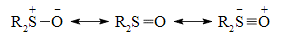 R₂S⁺–O⁻ ⟷ R₂S=O ⟷ R₂S⁻≡O⁺